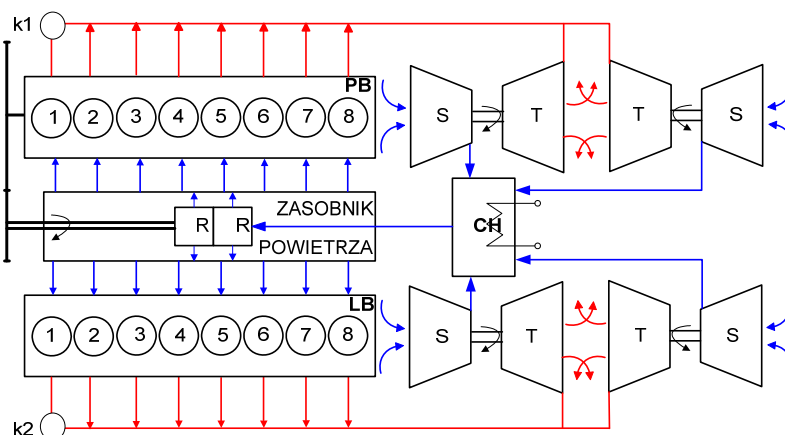 k1
PB
1 2 3 4 5 6 7 8
S T T S
ZASOBNIK
R R
CH
POWIETRZA
LB
1 2 3 4 5 6 7 8
S T T S
k2